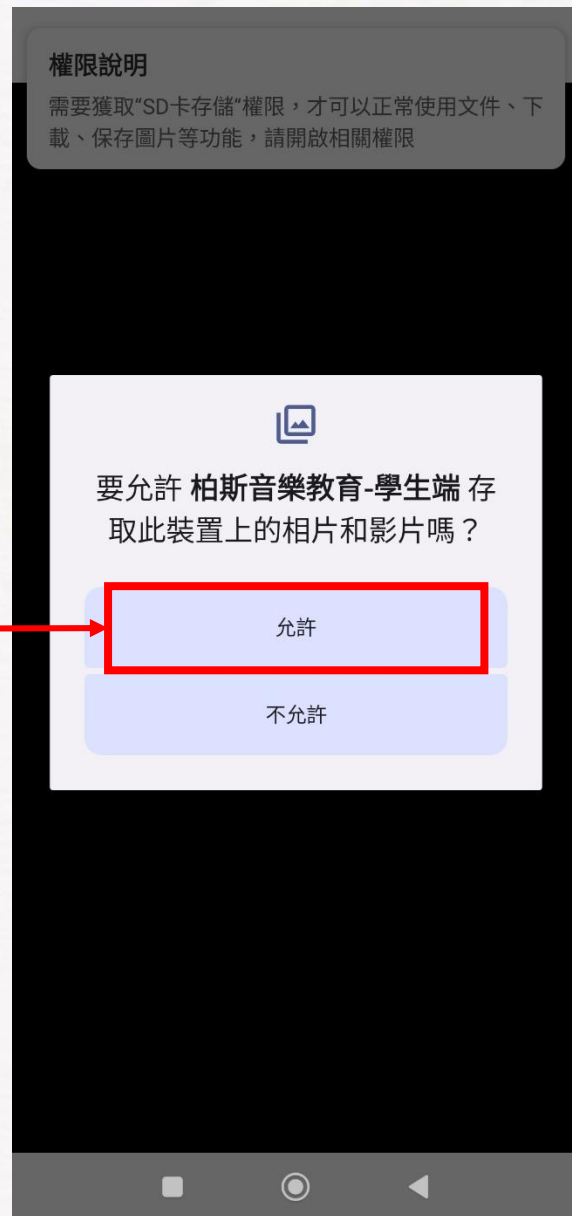 權限說明
需要獲取“SD卡存儲“權限，才可以正常使用文件、下
載、保存圖片等功能，請開啟相關權限
要允許 柏斯音樂教育-學生端 存
取此裝置上的相片和影片嗎？
允許
不允許